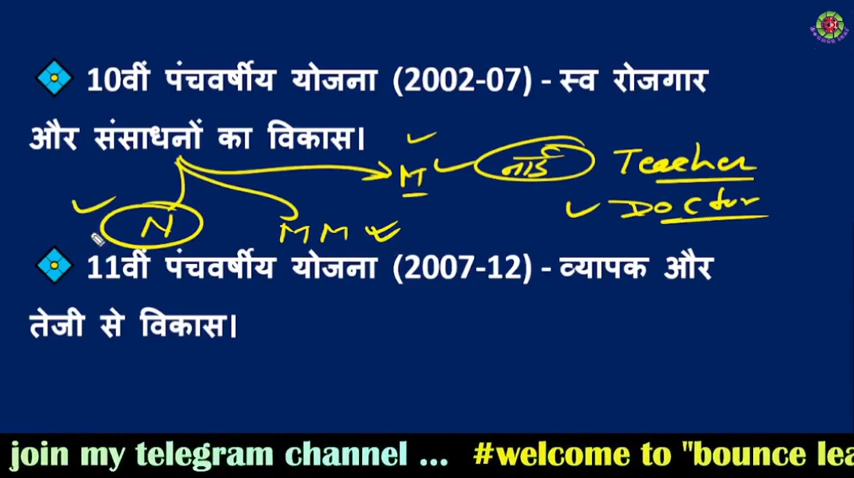 10वीं पंचवर्षीय योजना (2002-07) - स्व रोजगार
और संसाधनों का विकास।
M Teacher
Doctor
N
M M
11वीं पंचवर्षीय योजना (2007-12) - व्यापक और
तेजी से विकास।
join my telegram channel ... #welcome to "bounce lea